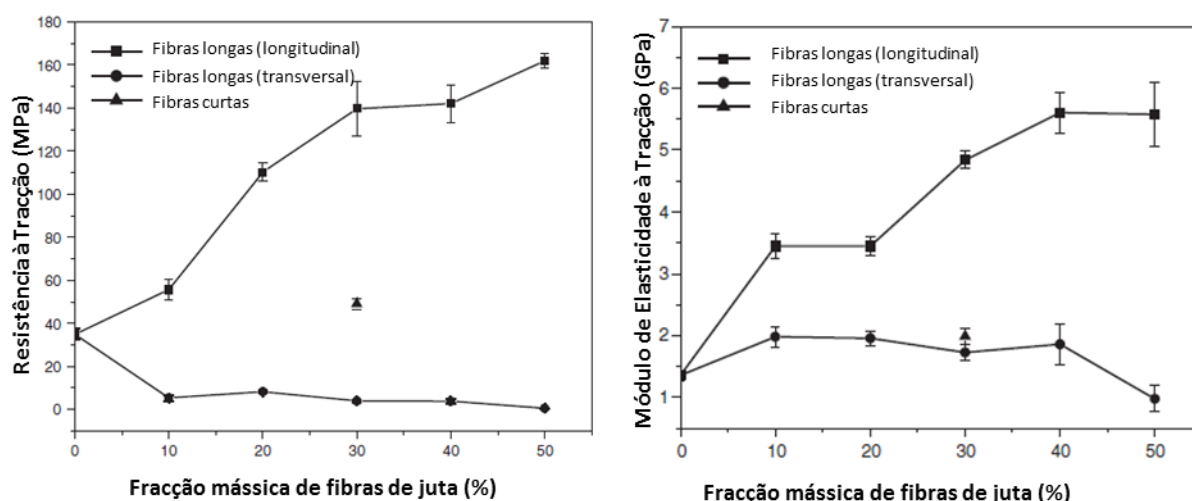 Resistência à Tracção (MPa)
180
160
140
120
100
80
60
40
20
0
Fibras longas (longitudinal)
Fibras longas (transversal)
Fibras curtas
0 10 20 30 40 50
Fracção mássica de fibras de juta (%)
Módulo de Elasticidade à Tracção (GPa)
7
6
5
4
3
2
1
Fibras longas (longitudinal)
Fibras longas (transversal)
Fibras curtas
0 10 20 30 40 50
Fracção mássica de fibras de juta (%)